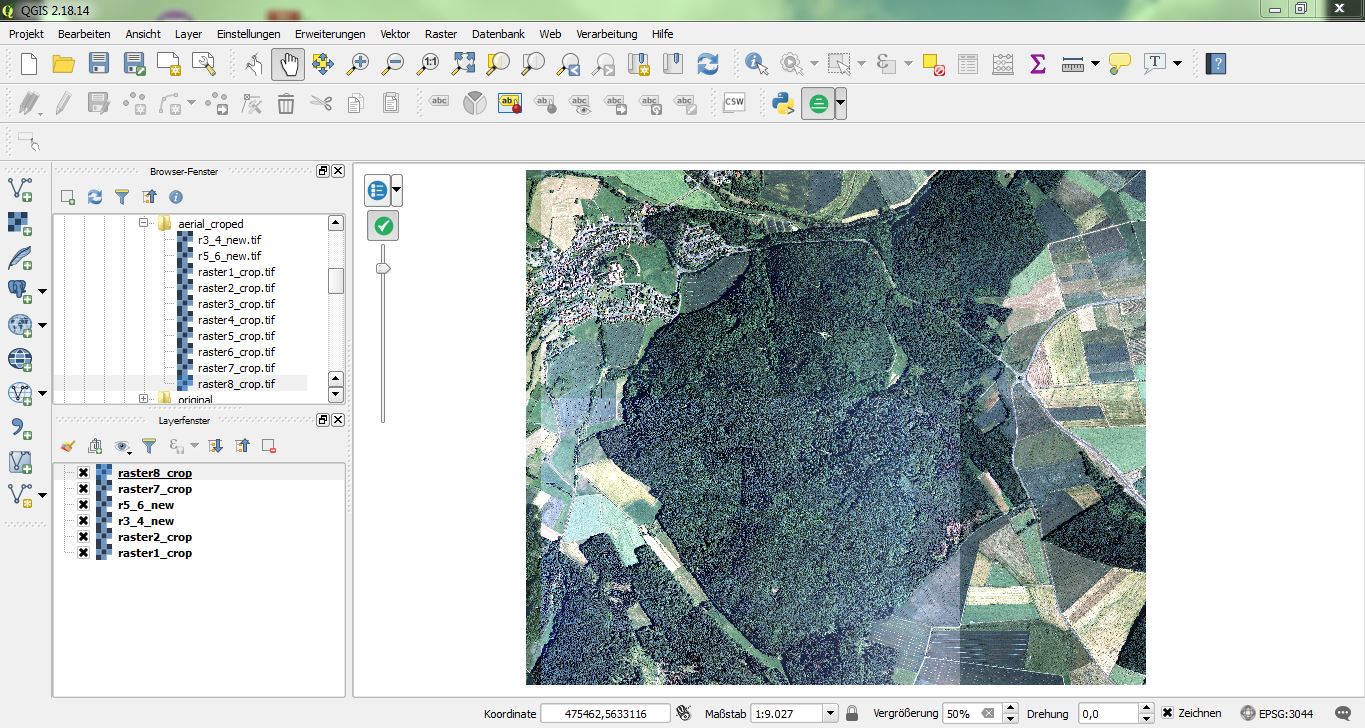 QGIS 2.18.14
Projekt Bearbeiten Ansicht Layer Einstellungen Erweiterungen Vektor Raster Datenbank Web Verarbeitung Hilfe
1:1 ε Σ T ?
abc abc abc abc abc abc abc CSW
Browser-Fenster
aerial_croped
r3_4_new.tif
r5_6_new.tif
raster1_crop.tif
raster2_crop.tif
raster3_crop.tif
raster4_crop.tif
raster5_crop.tif
raster6_crop.tif
raster7_crop.tif
raster8_crop.tif
original
Layerfenster
ε
raster8_crop
raster7_crop
r5_6_new
r3_4_new
raster2_crop
raster1_crop
Koordinate 475462,5633116 Maßstab 1:9.027 Vergrößerung 50% Drehung 0,0 Zeichnen EPSG:3044